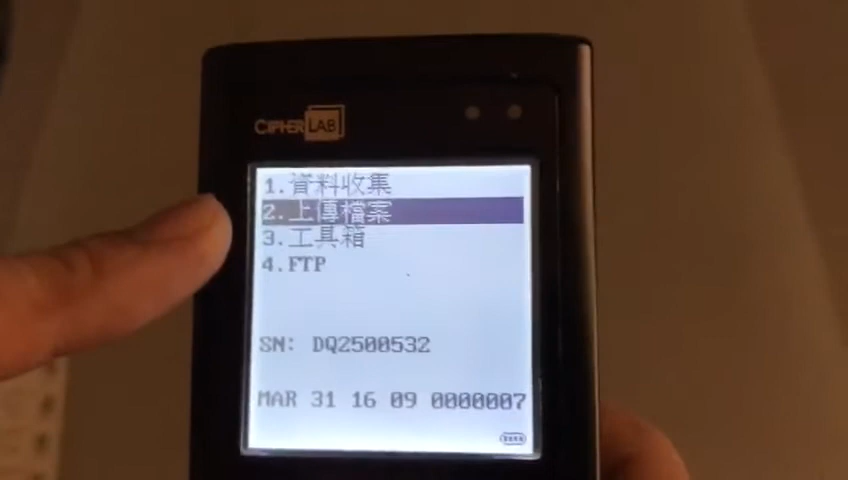 CIPHERLAB
1.資料收集
2.上傳檔案
3.工具箱
4.FTP
SN: DQ2500532
MAR 31 16 09 0000007